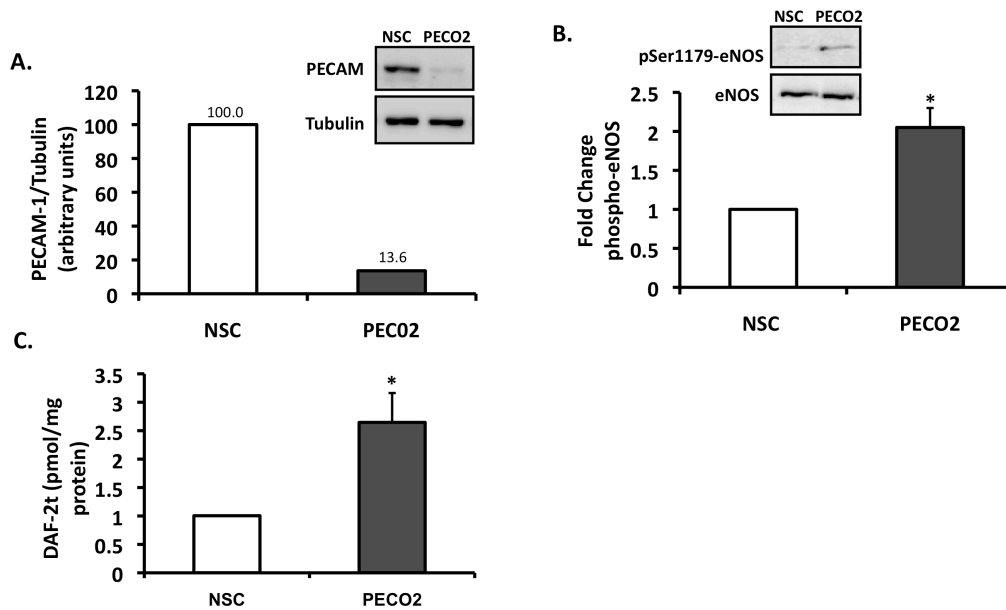 A.
NSC PECO2
PECAM
Tubulin
PECAM-1/Tubulin
(arbitrary units)
120
100
80
60
40
20
0
100.0
13.6
NSC
PEC02
B.
NSC PECO2
pSer1179-eNOS
eNOS
Fold Change
phospho-eNOS
2.5
2
1.5
1
0.5
0
*
NSC
PECO2
C.
DAF-2t (pmol/mg
protein)
3.5
3
2.5
2
1.5
1
0.5
0
*
NSC
PECO2